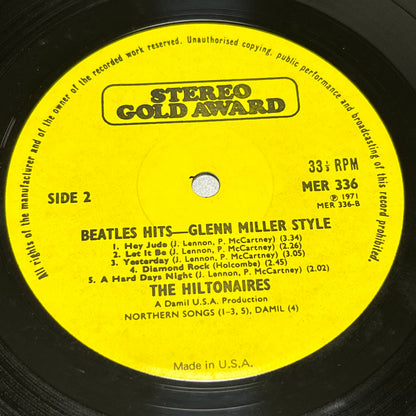 All rights of the manufacturer and of the owner of the recorded work reserved. Unauthorised copying, public performance and broadcasting of this record prohibited.
STEREO
GOLD AWARD
33⅓ RPM
SIDE 2
MER 336
℗ 1971
MER 336-B
BEATLES HITS—GLENN MILLER STYLE
1. Hey Jude (J. Lennon, P. McCartney) (3.34)
2. Let It Be (J. Lennon, P. McCartney) (2.26)
3. Yesterday (J. Lennon, P. McCartney) (3.05)
4. Diamond Rock (Holcombe) (2.45)
5. A Hard Days Night (J. Lennon, P. McCartney) (2.02)
THE HILTONAIRES
A Damil U.S.A. Production
NORTHERN SONGS (1-3, 5), DAMIL (4)
Made in U.S.A.